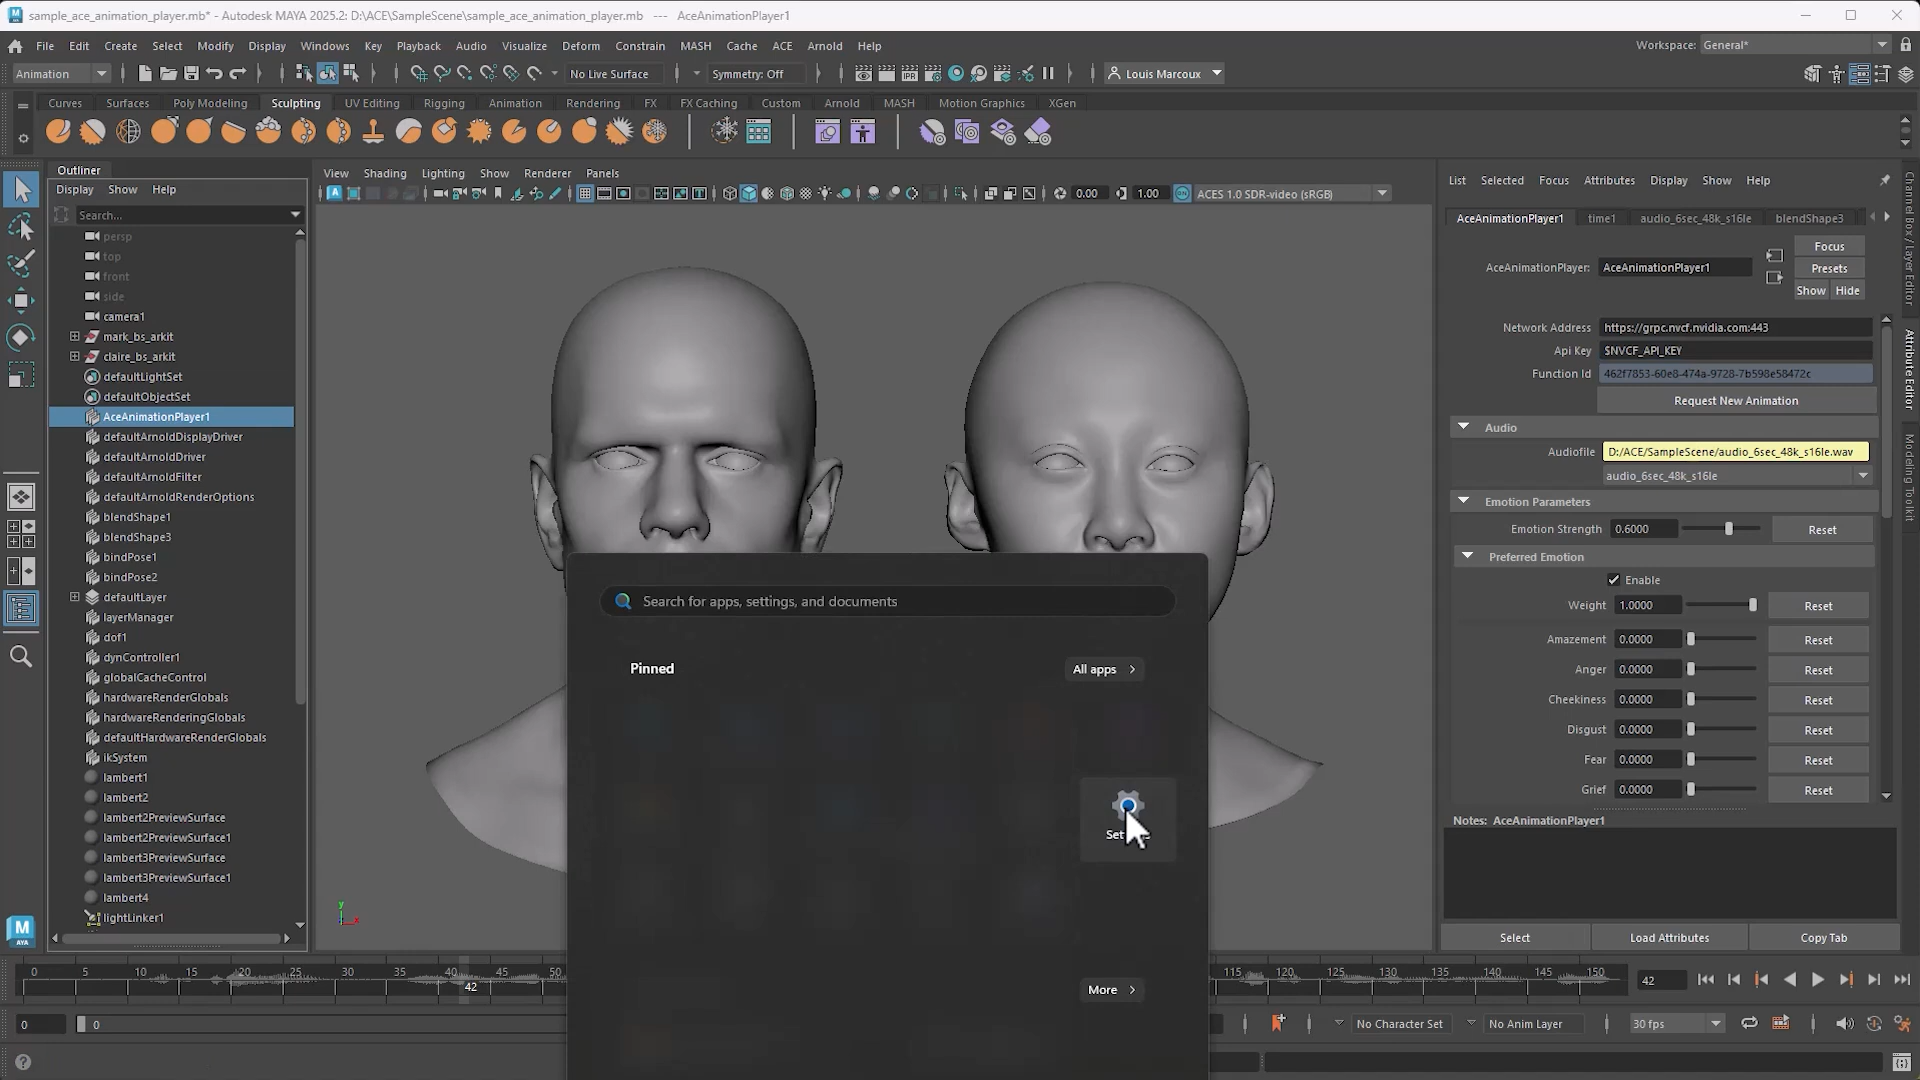 sample_ace_animation_player.mb* - Autodesk MAYA 2025.2: D:\ACE\SampleScene\sample_ace_animation_player.mb --- AceAnimationPlayer1
File Edit Create Select Modify Display Windows Key Playback Audio Visualize Deform Constrain MASH Cache ACE Arnold Help
Workspace: General*
Animation
No Live Surface
Symmetry: Off
Louis Marcoux
Curves Surfaces Poly Modeling Sculpting UV Editing Rigging Animation Rendering FX FX Caching Custom Arnold MASH Motion Graphics XGen
Outliner
Display Show Help
Search...
persp
top
front
side
camera1
mark_bs_arkit
claire_bs_arkit
defaultLightSet
defaultObjectSet
AceAnimationPlayer1
defaultArnoldDisplayDriver
defaultArnoldDriver
defaultArnoldFilter
defaultArnoldRenderOptions
blendShape1
blendShape3
bindPose1
bindPose2
defaultLayer
layerManager
dof1
dynController1
globalCacheControl
hardwareRenderGlobals
hardwareRenderingGlobals
defaultHardwareRenderGlobals
ikSystem
lambert1
lambert2
lambert2PreviewSurface
lambert2PreviewSurface1
lambert3PreviewSurface
lambert3PreviewSurface1
lambert4
lightLinker1
View Shading Lighting Show Renderer Panels
0.00 1.00 ACES 1.0 SDR-video (sRGB)
y
x
Search for apps, settings, and documents
Pinned
All apps >
More >
List Selected Focus Attributes Display Show Help
AceAnimationPlayer1 time1 audio_6sec_48k_s16le blendShape3
AceAnimationPlayer: AceAnimationPlayer1
Focus
Presets
Show Hide
Network Address https://grpc.nvcf.nvidia.com:443
Api Key $NVCF_API_KEY
Function Id 462f7853-60e8-474a-9728-7b598e58472c
Request New Animation
Audio
Audiofile D:/ACE/SampleScene/audio_6sec_48k_s16le.wav
audio_6sec_48k_s16le
Emotion Parameters
Emotion Strength 0.6000 Reset
Preferred Emotion
Enable
Weight 1.0000 Reset
Amazement 0.0000 Reset
Anger 0.0000 Reset
Cheekiness 0.0000 Reset
Disgust 0.0000 Reset
Fear 0.0000 Reset
Grief 0.0000 Reset
Notes: AceAnimationPlayer1
Select Load Attributes Copy Tab
Channel Box / Layer Editor
Attribute Editor
Modeling Toolkit
M
AYA
0 5 10 15 20 25 30 35 40 45 50 115 120 125 130 135 140 145 150
42
42
0 0
No Character Set
No Anim Layer
30 fps